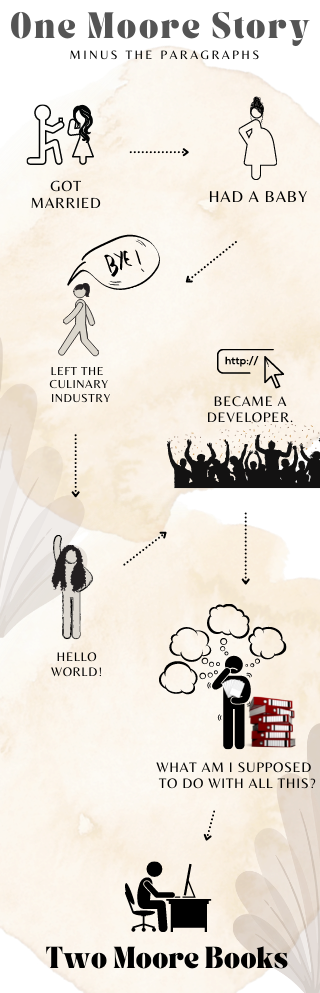 One Moore Story
MINUS THE PARAGRAPHS
GOT
MARRIED
HAD A BABY
BYE!
LEFT THE
CULINARY
INDUSTRY
HELLO
WORLD!
http://
BECAME A
DEVELOPER.
WHAT AM I SUPPOSED
TO DO WITH ALL THIS?
Two Moore Books